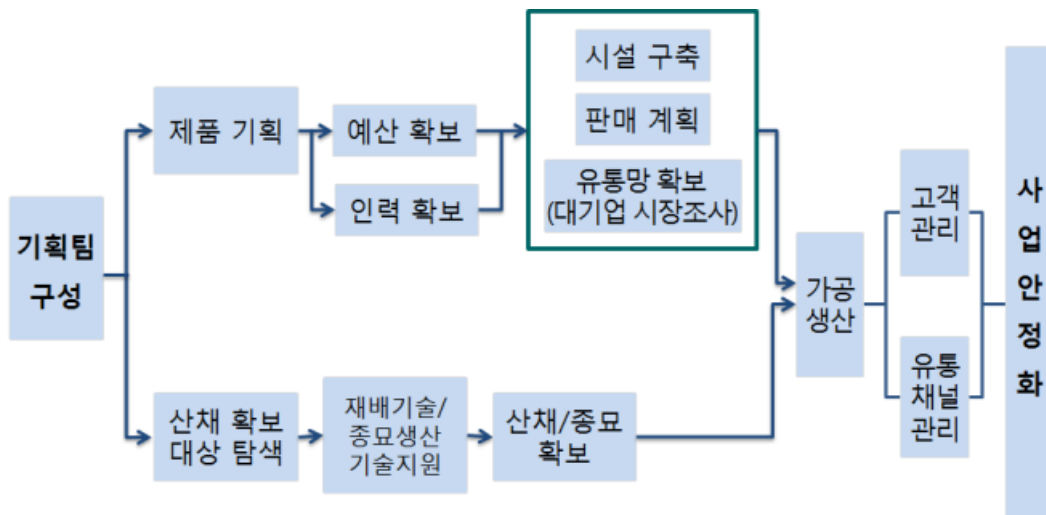 기획팀
구성
제품 기획
예산 확보
인력 확보
시설 구축
판매 계획
유통망 확보
(대기업 시장조사)
산채 확보
대상 탐색
재배기술/
종묘생산
기술지원
산채/종묘
확보
가공
생산
고객
관리
유통
채널
관리
사
업
안
정
화